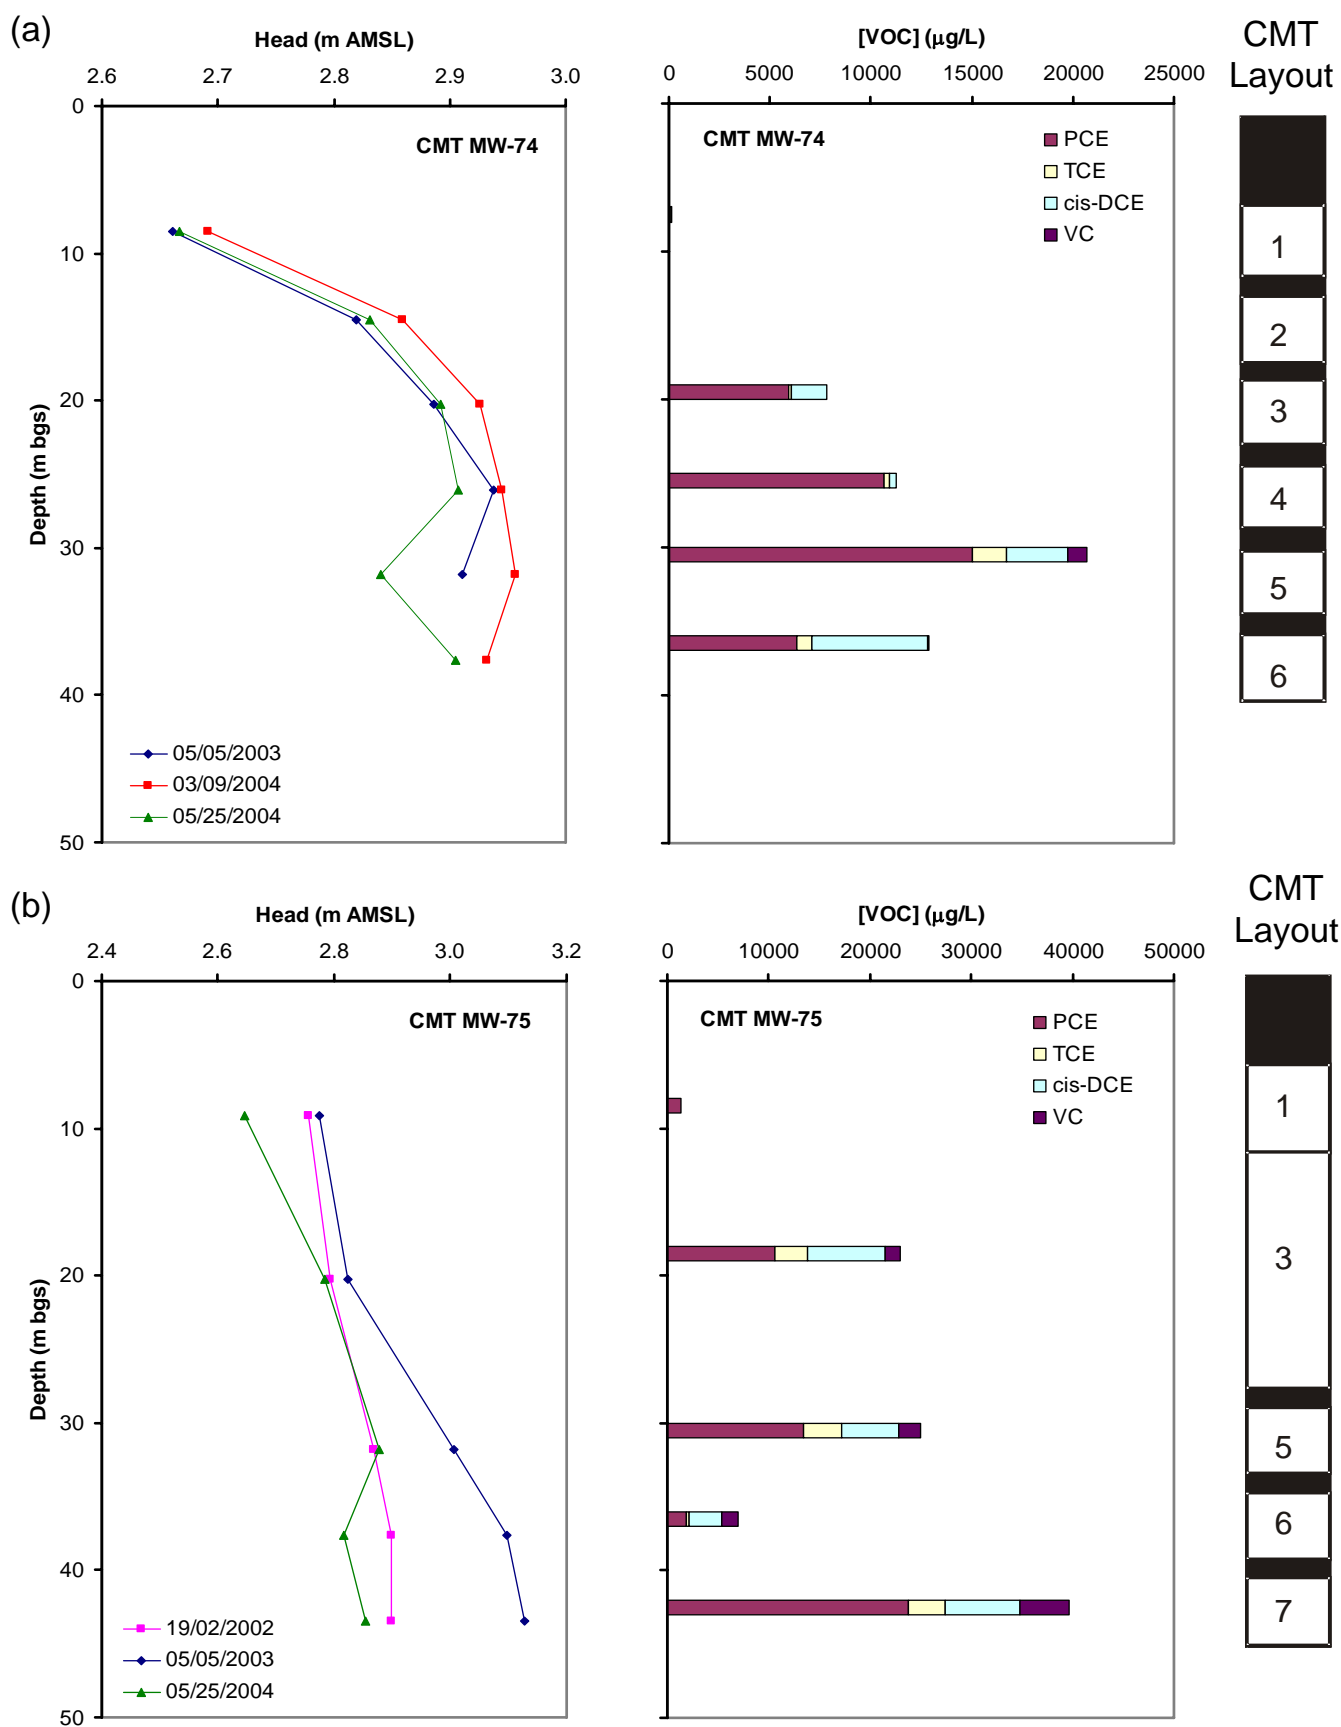 (a)
Head (m AMSL)
2.6 2.7 2.8 2.9 3.0
0
10
20
30
40
50
Depth (m bgs)
CMT MW-74
05/05/2003
03/09/2004
05/25/2004
[VOC] (μg/L)
0 5000 10000 15000 20000 25000
CMT MW-74
PCE
TCE
cis-DCE
VC
CMT
Layout
1
2
3
4
5
6
(b)
Head (m AMSL)
2.4 2.6 2.8 3.0 3.2
0
10
20
30
40
50
Depth (m bgs)
CMT MW-75
19/02/2002
05/05/2003
05/25/2004
[VOC] (μg/L)
0 10000 20000 30000 40000 50000
CMT MW-75
PCE
TCE
cis-DCE
VC
CMT
Layout
1
3
5
6
7